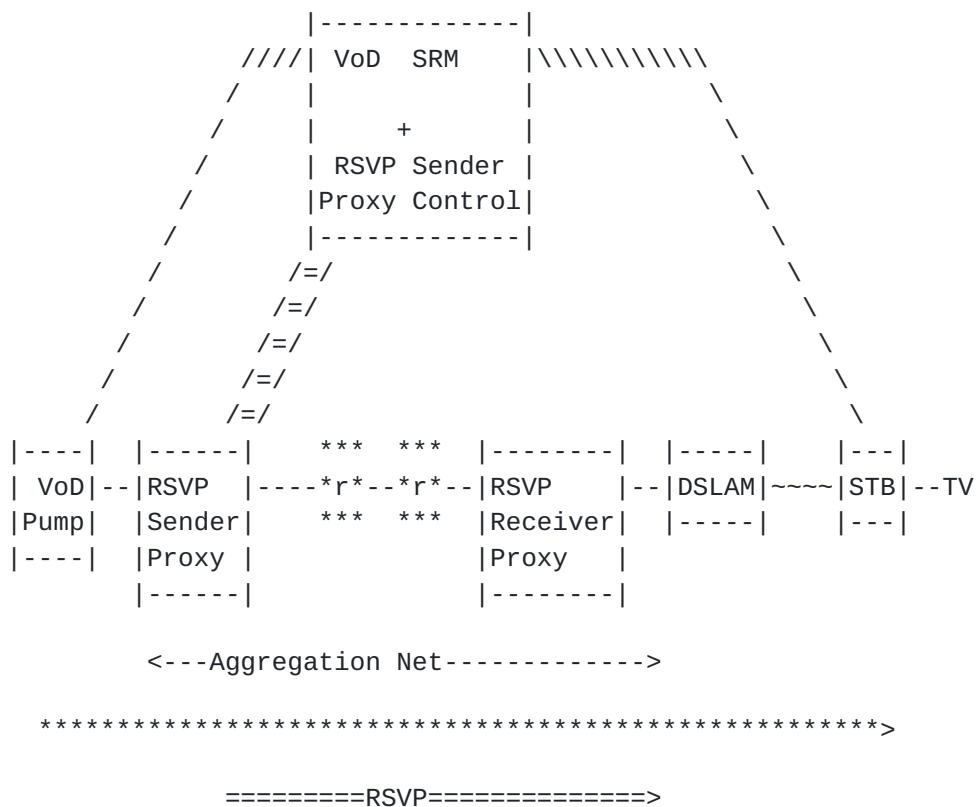 |-------------|
               ////| VoD  SRM    |\\\\\\\\\\\
              /    |             |           \
             /     |     +       |            \
            /      | RSVP Sender |             \
           /       |Proxy Control|              \
          /        |-------------|               \
         /        /=/                             \
        /        /=/                               \
       /        /=/                                 \
      /        /=/                                   \
     /        /=/                                     \
|----|  |------|    ***  ***  |--------|  |-----|    |---|
| VoD|--|RSVP  |----*r*--*r*--|RSVP    |--|DSLAM|~~~~|STB|--TV
|Pump|  |Sender|    ***  ***  |Receiver|  |-----|    |---|
|----|  |Proxy |              |Proxy   |
        |------|              |--------|
         <---Aggregation Net------------->
  ******************************************************>
              =========RSVP==============>